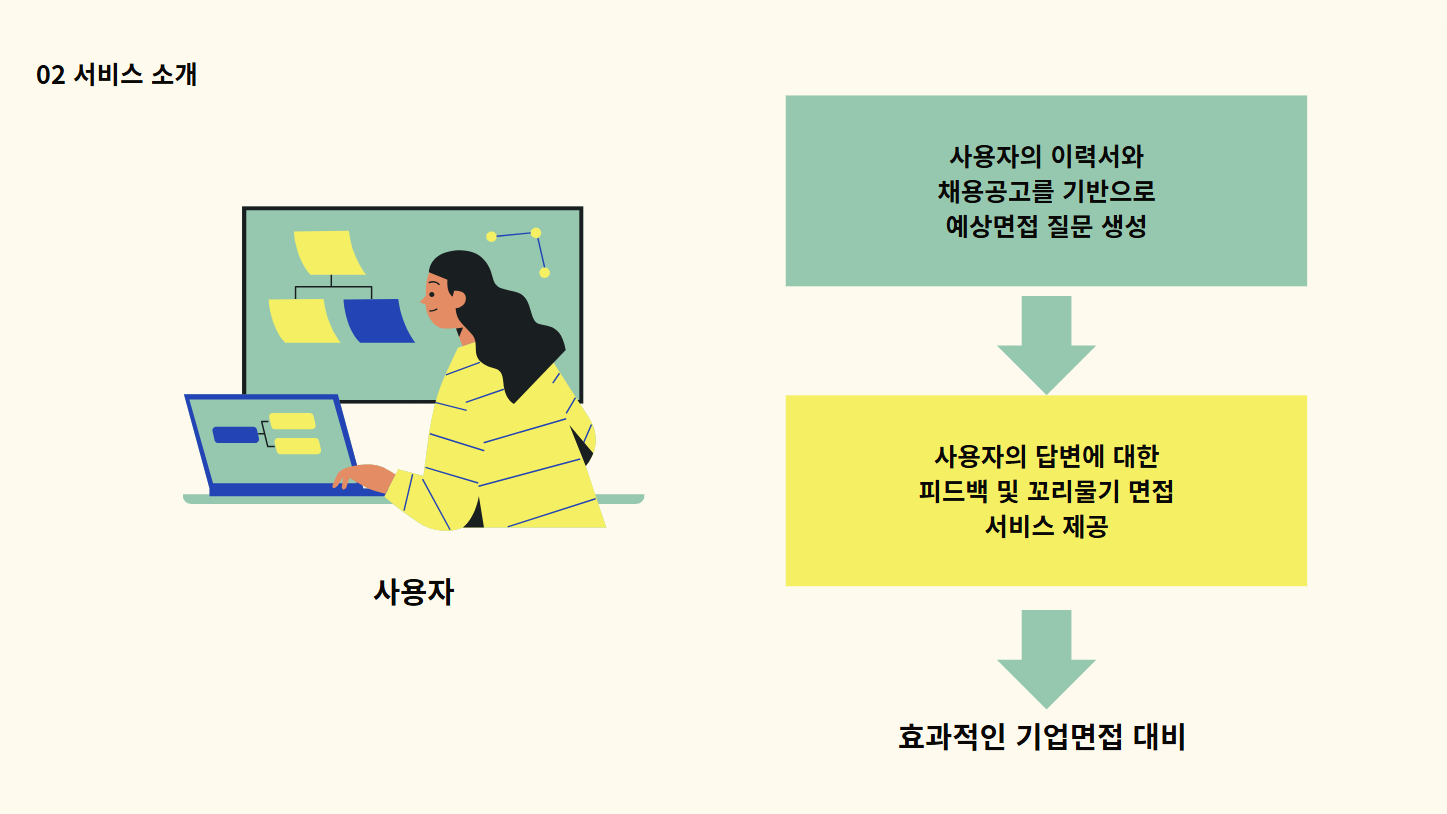 02 서비스 소개
사용자의 이력서와
채용공고를 기반으로
예상면접 질문 생성
사용자의 답변에 대한
피드백 및 꼬리물기 면접
서비스 제공
사용자
효과적인 기업면접 대비